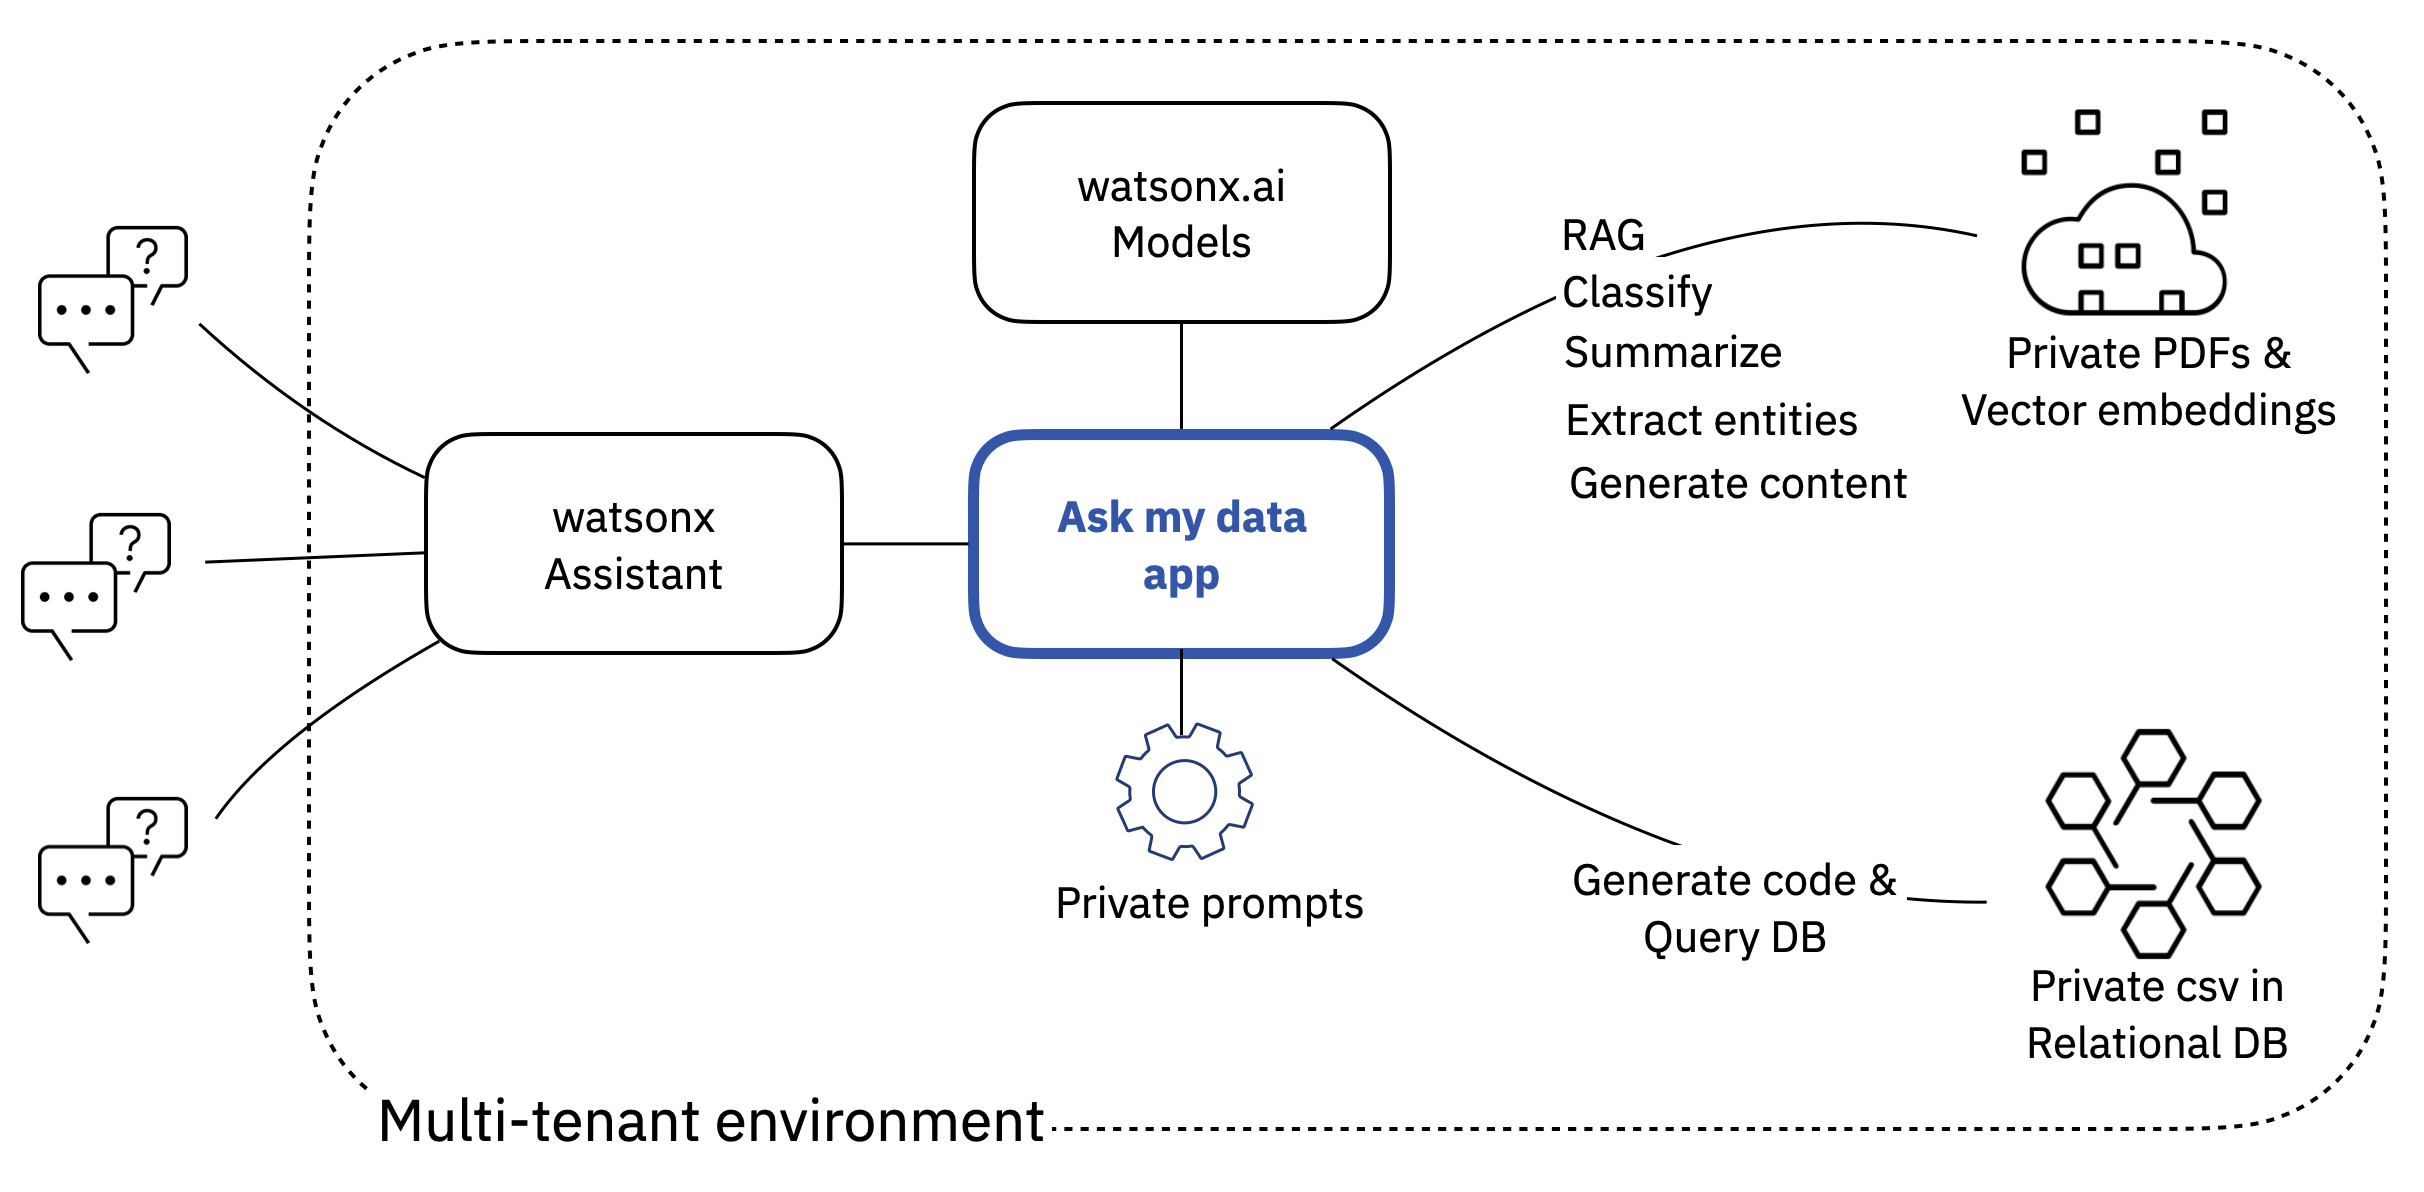 watsonx.ai
Models
RAG
Classify
Summarize
Extract entities
Generate content
Private PDFs &
Vector embeddings
?
?
?
watsonx
Assistant
Ask my data
app
Private prompts
Generate code &
Query DB
Private csv in
Relational DB
Multi-tenant environment